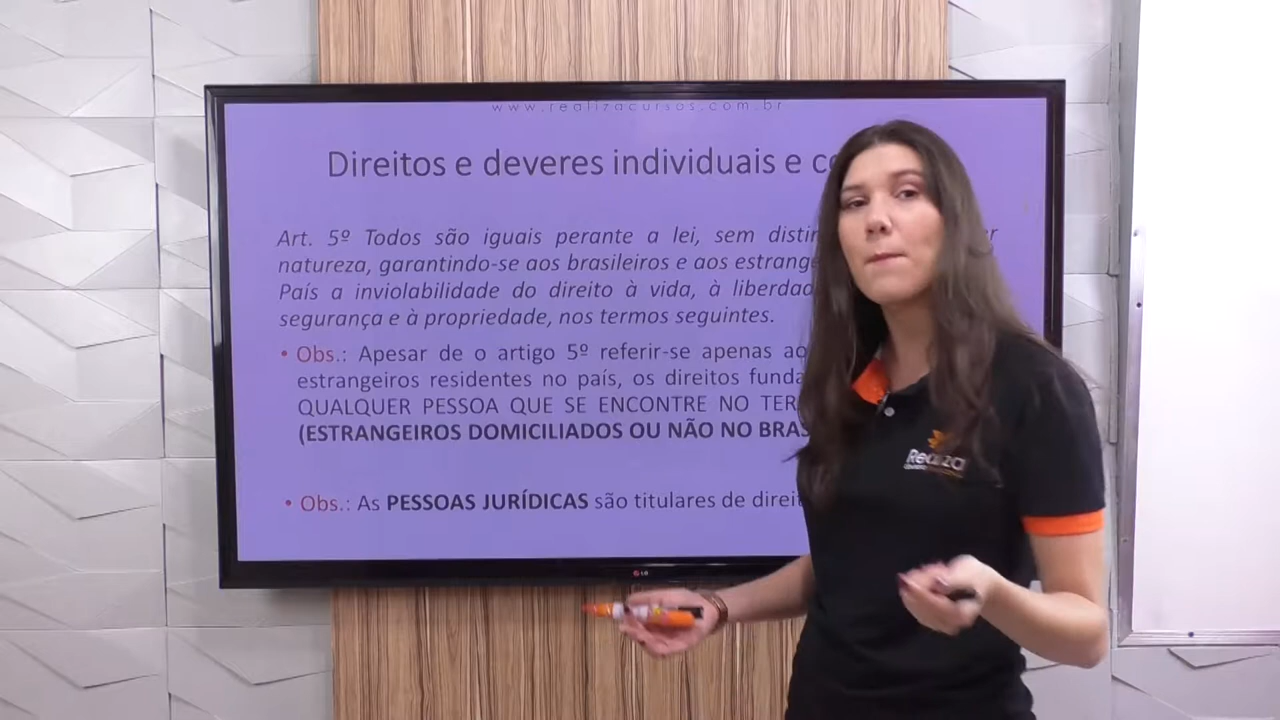 www.realizacursos.com.br
Direitos e deveres individuais e co
Art. 5º Todos são iguais perante a lei, sem distin er
natureza, garantindo-se aos brasileiros e aos estrange
País a inviolabilidade do direito à vida, à liberdad
segurança e à propriedade, nos termos seguintes.
• Obs.: Apesar de o artigo 5º referir-se apenas ao
estrangeiros residentes no país, os direitos funda
QUALQUER PESSOA QUE SE ENCONTRE NO TER
(ESTRANGEIROS DOMICILIADOS OU NÃO NO BRAS
• Obs.: As PESSOAS JURÍDICAS são titulares de direit
Realiza
LG